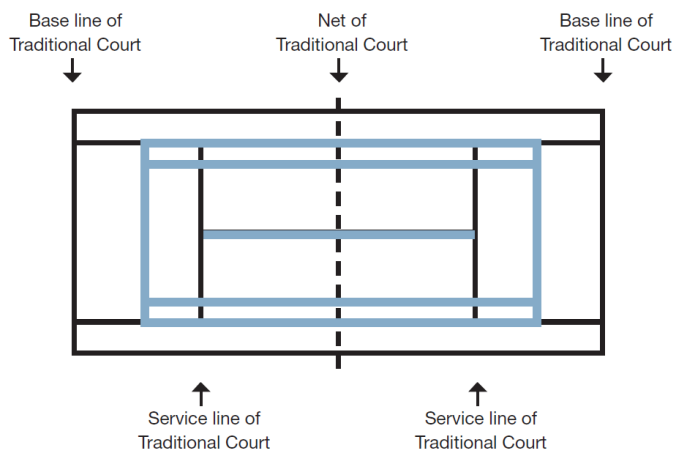 Base line of
Traditional Court
Net of
Traditional Court
Base line of
Traditional Court
Service line of
Traditional Court
Service line of
Traditional Court